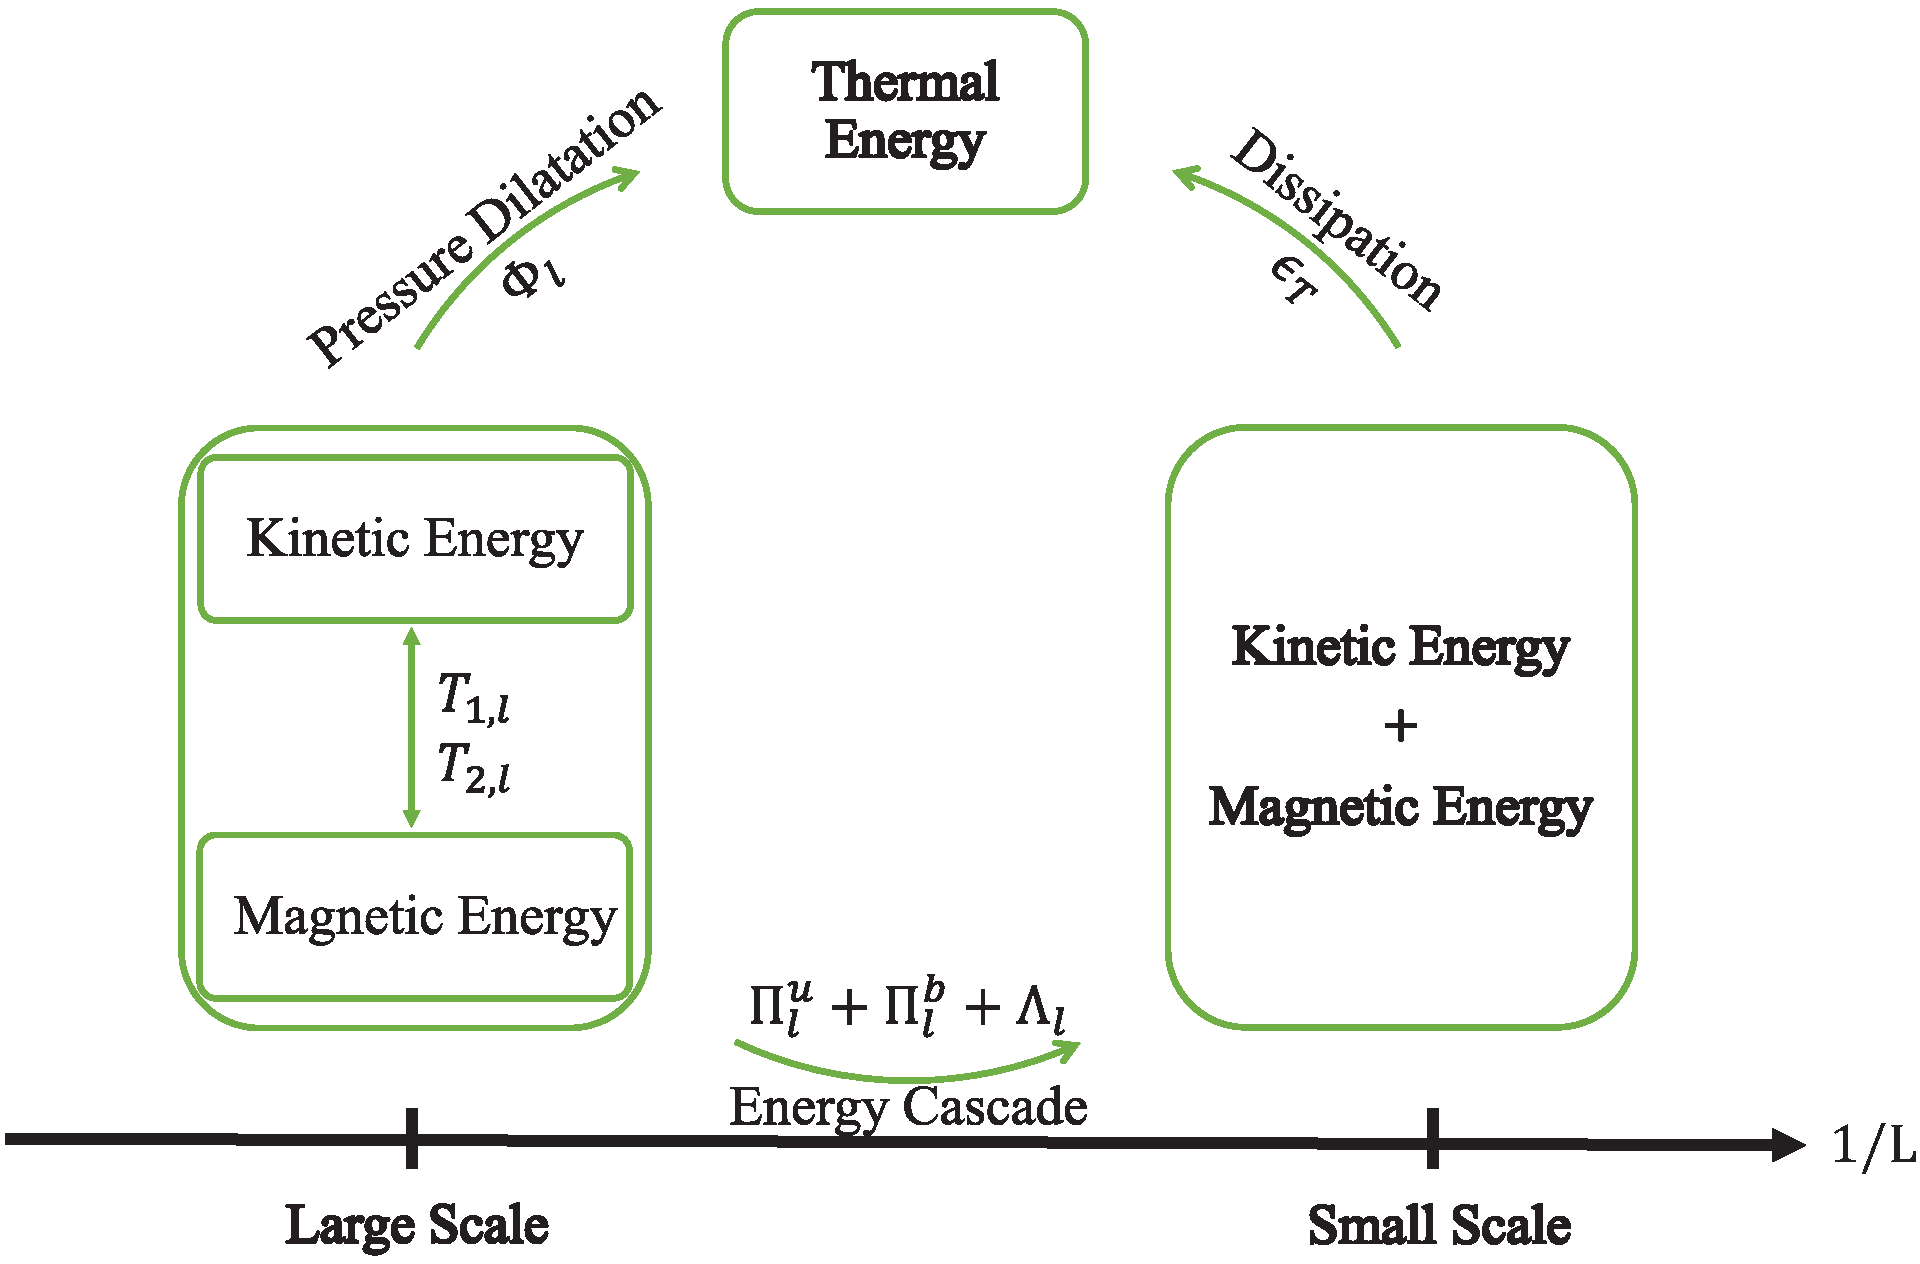 Thermal
Energy
Pressure Dilatation
Φ_l
Dissipation
ϵ_T
Kinetic Energy
T_{1,l}
T_{2,l}
Magnetic Energy
Kinetic Energy
+
Magnetic Energy
Π_l^u + Π_l^b + Λ_l
Energy Cascade
1/L
Large Scale
Small Scale